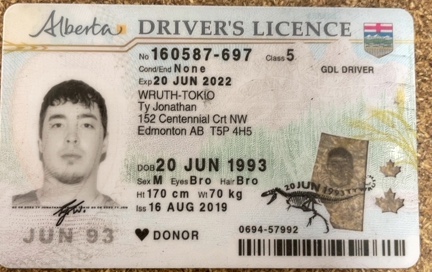 Alberta DRIVER'S LICENCE
No 160587-697 Class 5
Cond/End None GDL DRIVER
Exp 20 JUN 2022
WRUTH-TOKIO
Ty Jonathan
152 Centennial Crt NW
Edmonton AB T5P 4H5
DOB 20 JUN 1993
Sex M Eyes Bro Hair Bro
Ht 170 cm Wt 70 kg
Iss 16 AUG 2019
20 JUN 1993
JUN 93
DONOR
0694-57992